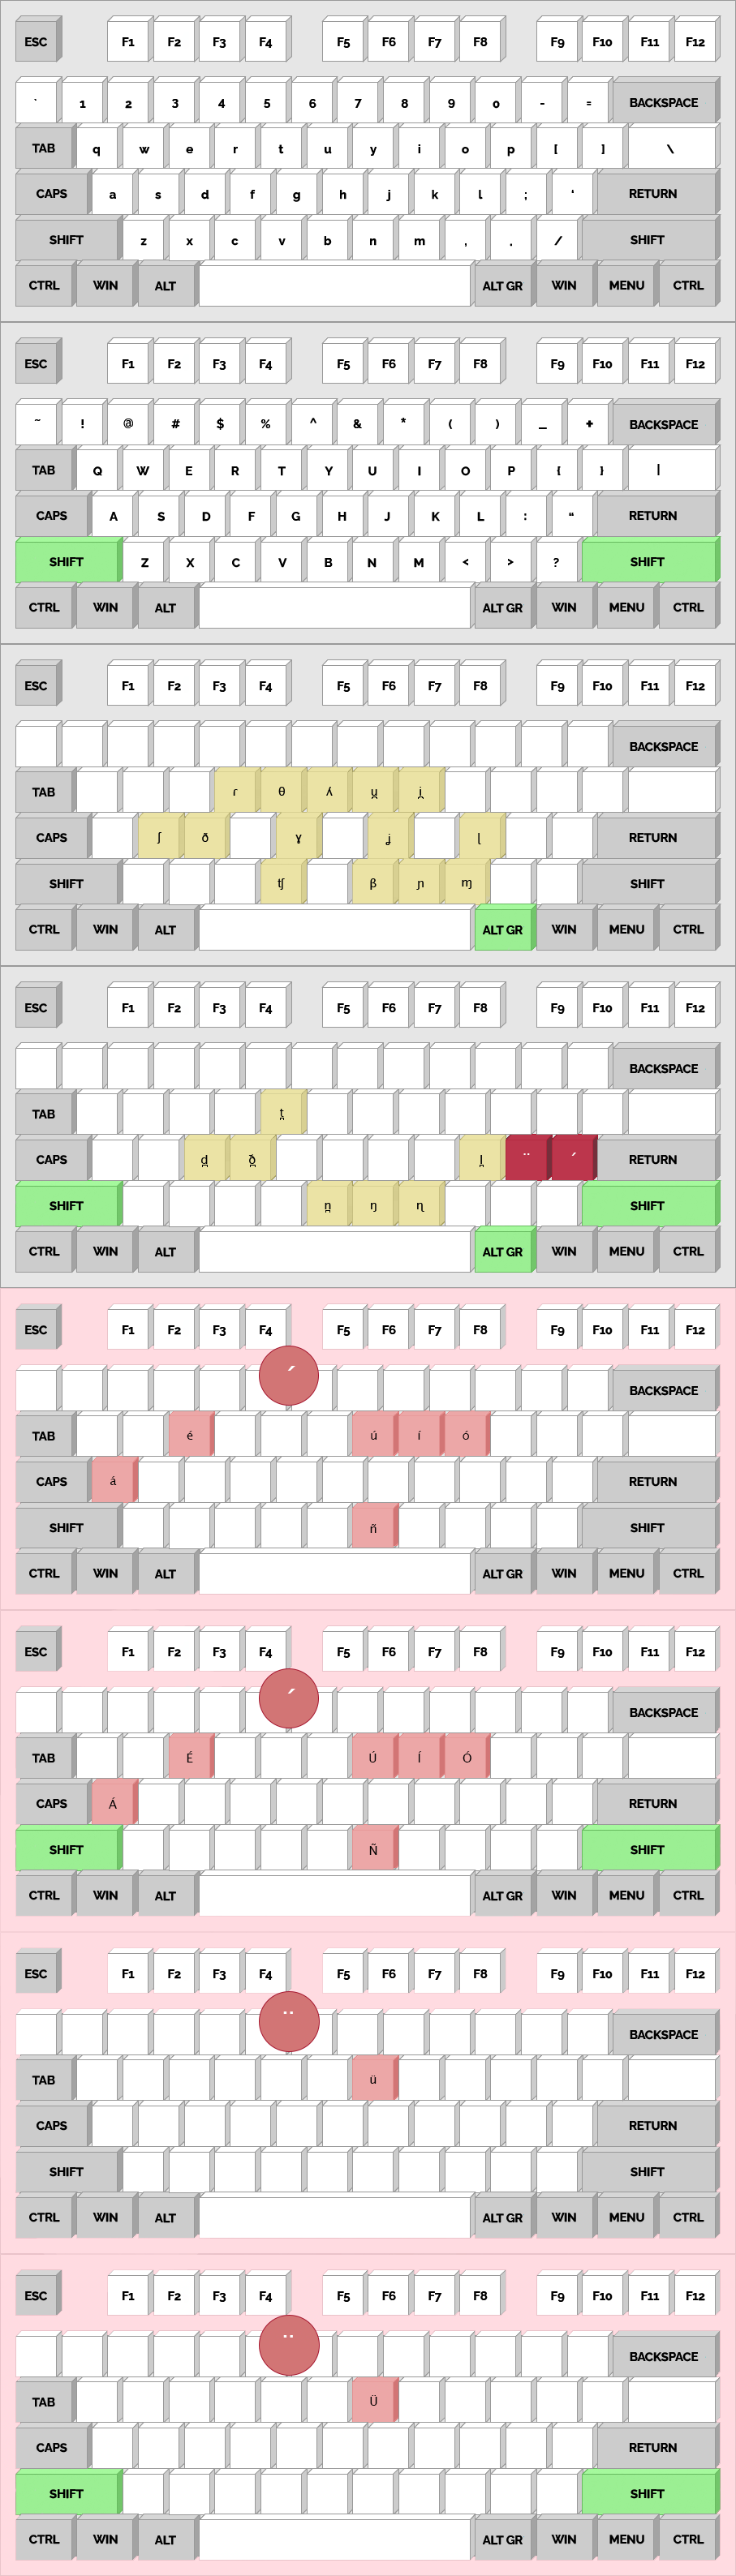 ESC F1 F2 F3 F4 F5 F6 F7 F8 F9 F10 F11 F12
` 1 2 3 4 5 6 7 8 9 0 - = BACKSPACE
TAB q w e r t u y i o p [ ] \
CAPS a s d f g h j k l ; ' RETURN
SHIFT z x c v b n m , . / SHIFT
CTRL WIN ALT ALT GR WIN MENU CTRL
ESC F1 F2 F3 F4 F5 F6 F7 F8 F9 F10 F11 F12
~ ! @ # $ % ^ & * ( ) _ + BACKSPACE
TAB Q W E R T Y U I O P { } |
CAPS A S D F G H J K L : “ RETURN
SHIFT Z X C V B N M < > ? SHIFT
CTRL WIN ALT ALT GR WIN MENU CTRL
ESC F1 F2 F3 F4 F5 F6 F7 F8 F9 F10 F11 F12
BACKSPACE
TAB ɾ θ ʎ u̯ i̯
CAPS ʃ ð ɣ ʝ ɭ RETURN
SHIFT ʧ β ɲ ɱ SHIFT
CTRL WIN ALT ALT GR WIN MENU CTRL
ESC F1 F2 F3 F4 F5 F6 F7 F8 F9 F10 F11 F12
BACKSPACE
TAB t̪
CAPS d̪ ð̪ l̪ ¨ ´ RETURN
SHIFT n̪ ŋ ɳ SHIFT
CTRL WIN ALT ALT GR WIN MENU CTRL
ESC F1 F2 F3 F4 F5 F6 F7 F8 F9 F10 F11 F12
´ BACKSPACE
TAB é ú í ó
CAPS á RETURN
SHIFT ñ SHIFT
CTRL WIN ALT ALT GR WIN MENU CTRL
ESC F1 F2 F3 F4 F5 F6 F7 F8 F9 F10 F11 F12
´ BACKSPACE
TAB É Ú Í Ó
CAPS Á RETURN
SHIFT Ñ SHIFT
CTRL WIN ALT ALT GR WIN MENU CTRL
ESC F1 F2 F3 F4 F5 F6 F7 F8 F9 F10 F11 F12
¨ BACKSPACE
TAB ü
CAPS RETURN
SHIFT SHIFT
CTRL WIN ALT ALT GR WIN MENU CTRL
ESC F1 F2 F3 F4 F5 F6 F7 F8 F9 F10 F11 F12
¨ BACKSPACE
TAB Ü
CAPS RETURN
SHIFT SHIFT
CTRL WIN ALT ALT GR WIN MENU CTRL